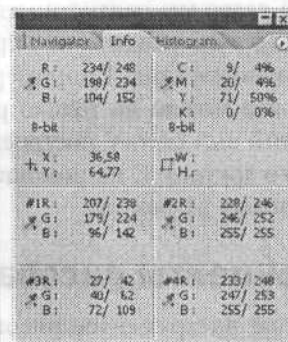 Navigator Info Histogram
R: 234/ 248 C: 9/ 4%
G: 198/ 234 M: 20/ 4%
B: 104/ 152 Y: 71/ 50%
K: 0/ 0%
8-bit 8-bit
X: 36,58 W:
Y: 64,77 H:
#1R: 207/ 238 #2R: 228/ 246
G: 179/ 224 G: 246/ 252
B: 96/ 142 B: 255/ 255
#3R: 27/ 42 #4R: 233/ 248
G: 40/ 62 G: 247/ 253
B: 72/ 109 B: 255/ 255